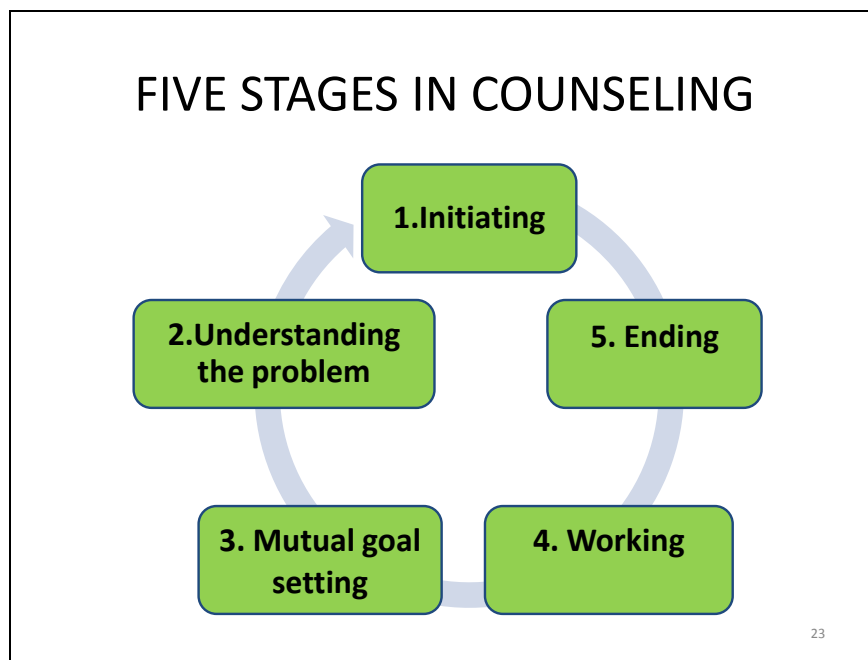 FIVE STAGES IN COUNSELING
1.Initiating
2.Understanding
the problem
3. Mutual goal
setting
4. Working
5. Ending
23